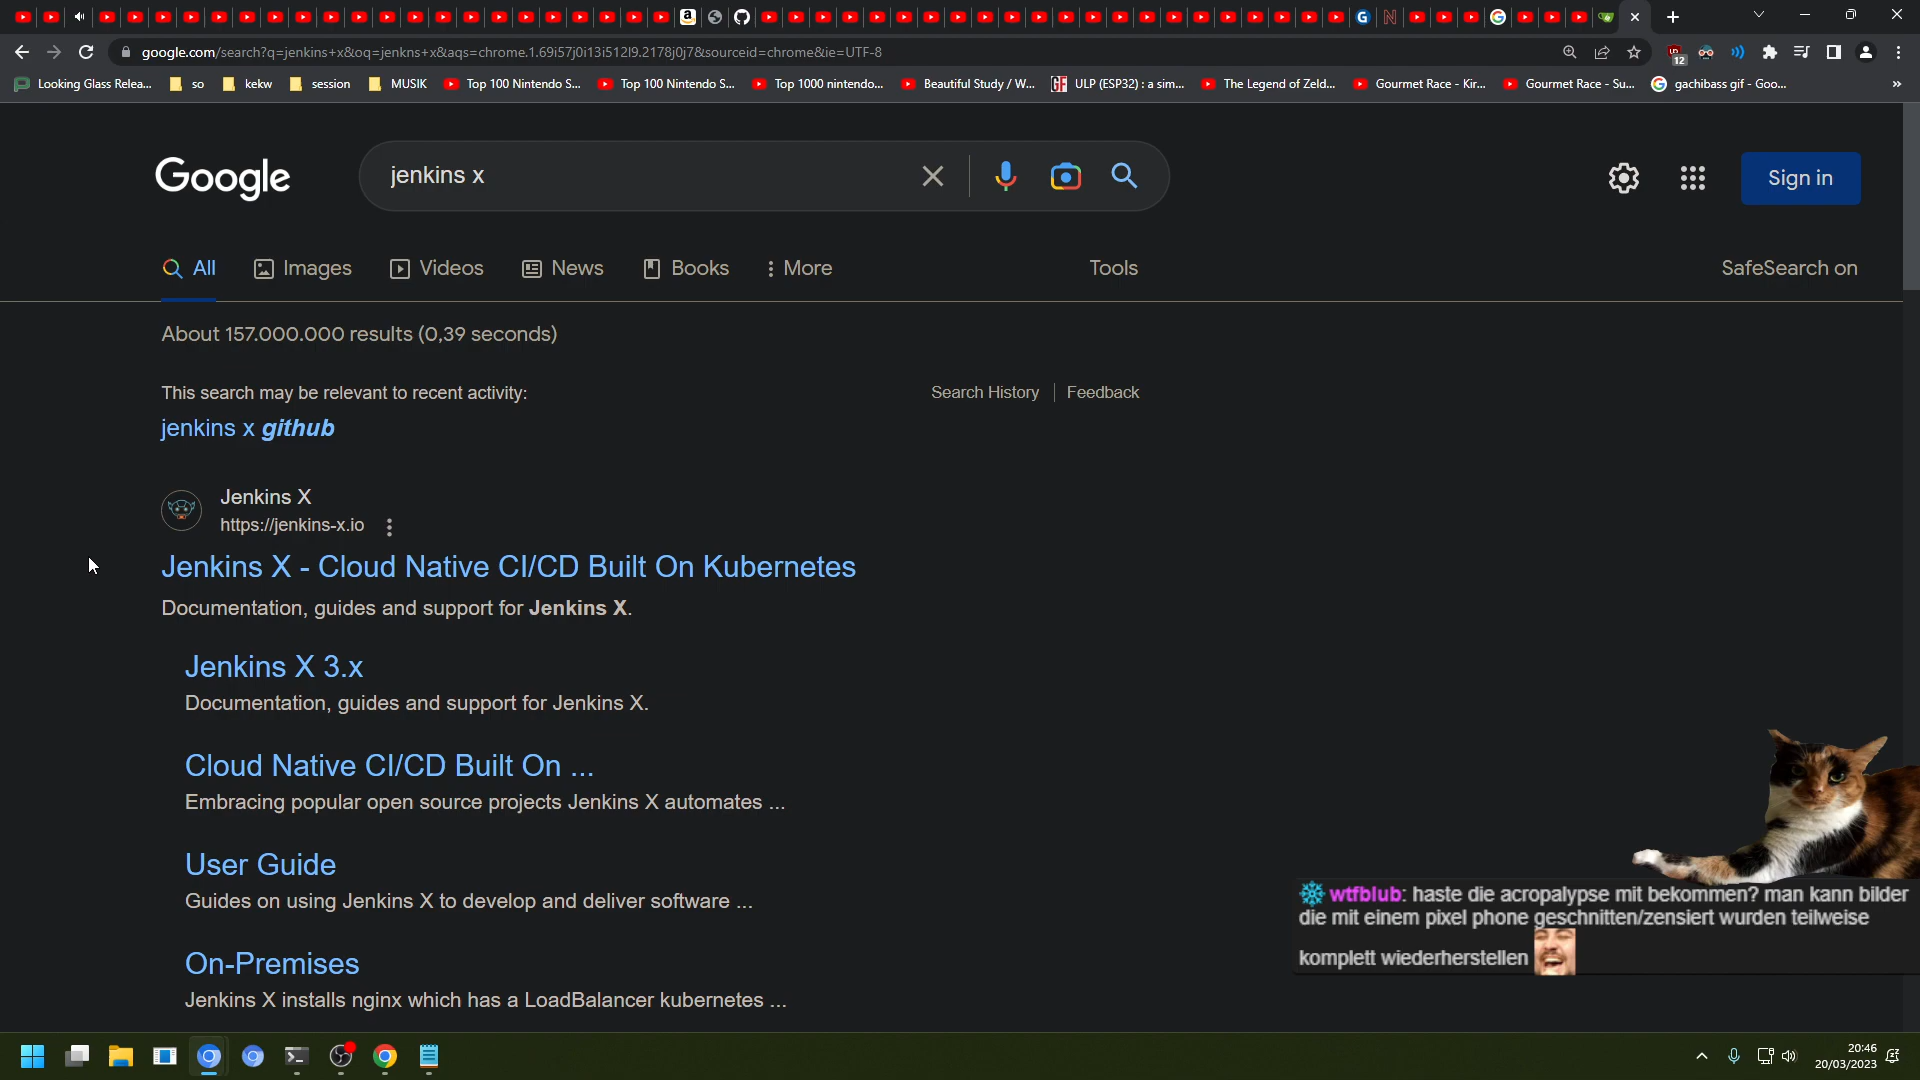 google.com/search?q=jenkins+x&oq=jenkns+x&aqs=chrome.1.69i57j0i13i512l9.2178j0j7&sourceid=chrome&ie=UTF-8
12
Looking Glass Relea... so kekw session MUSIK Top 100 Nintendo S... Top 100 Nintendo S... Top 1000 nintendo... Beautiful Study / W... ULP (ESP32) : a sim... The Legend of Zeld... Gourmet Race - Kir... Gourmet Race - Su... gachibass gif - Goo... »
Google
jenkins x
Sign in
All Images Videos News Books More Tools SafeSearch on
About 157.000.000 results (0,39 seconds)
This search may be relevant to recent activity: Search History Feedback
jenkins x github
Jenkins X
https://jenkins-x.io
Jenkins X - Cloud Native CI/CD Built On Kubernetes
Documentation, guides and support for Jenkins X.
Jenkins X 3.x
Documentation, guides and support for Jenkins X.
Cloud Native CI/CD Built On ...
Embracing popular open source projects Jenkins X automates ...
User Guide
Guides on using Jenkins X to develop and deliver software ...
On-Premises
Jenkins X installs nginx which has a LoadBalancer kubernetes ...
wtfblub: haste die acropalypse mit bekommen? man kann bilder
die mit einem pixel phone geschnitten/zensiert wurden teilweise
komplett wiederherstellen
20:46
20/03/2023